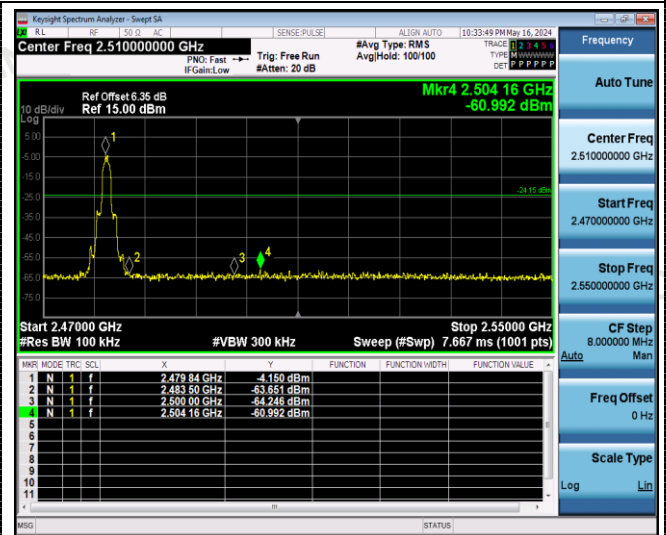 Keysight Spectrum Analyzer - Swept SA
RL RF 50 Ω AC SENSE:PULSE ALIGN AUTO 10:33:49 PM May 16, 2024
Center Freq 2.510000000 GHz
PNO: Fast
IFGain:Low
Trig: Free Run
#Atten: 20 dB
#Avg Type: RMS
Avg|Hold: 100/100
TRACE 1 2 3 4 5 6
TYPE M W W W W W
DET P P P P P P
Frequency
Auto Tune
Center Freq
2.510000000 GHz
Start Freq
2.470000000 GHz
Stop Freq
2.550000000 GHz
CF Step
8.000000 MHz
Auto Man
Freq Offset
0 Hz
Scale Type
Log Lin
Mkr4 2.504 16 GHz
-60.992 dBm
Ref Offset 6.35 dB
10 dB/div Ref 15.00 dBm
Log
5.00
-5.00
-15.0
-25.0
-35.0
-45.0
-55.0
-65.0
-75.0
1
2
3
4
-24.15 dBm
Start 2.47000 GHz Stop 2.55000 GHz
#Res BW 100 kHz #VBW 300 kHz Sweep (#Swp) 7.667 ms (1001 pts)
MKR MODE TRC SCL X Y FUNCTION FUNCTION WIDTH FUNCTION VALUE
1 N 1 f 2.479 84 GHz -4.150 dBm
2 N 1 f 2.483 50 GHz -63.651 dBm
3 N 1 f 2.500 00 GHz -64.246 dBm
4 N 1 f 2.504 16 GHz -60.992 dBm
5
6
7
8
9
10
11
MSG STATUS